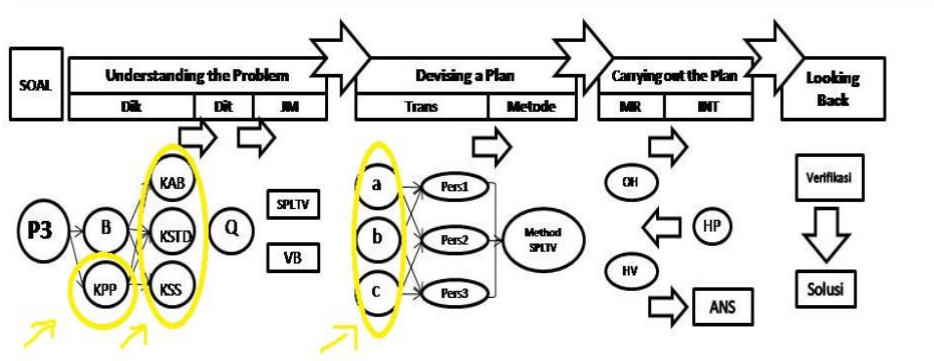 SOAL
Understanding the Problem
Dik
Dit
JM
Devising a Plan
Trans
Metode
Carrying out the Plan
MR
INT
Looking
Back
P3
B
KPP
KAB
KSTD
KSS
Q
SPLTV
VB
a
b
c
Pers1
Pers2
Pers3
Method
SPLTV
OH
HP
HV
ANS
Verifikasi
Solusi